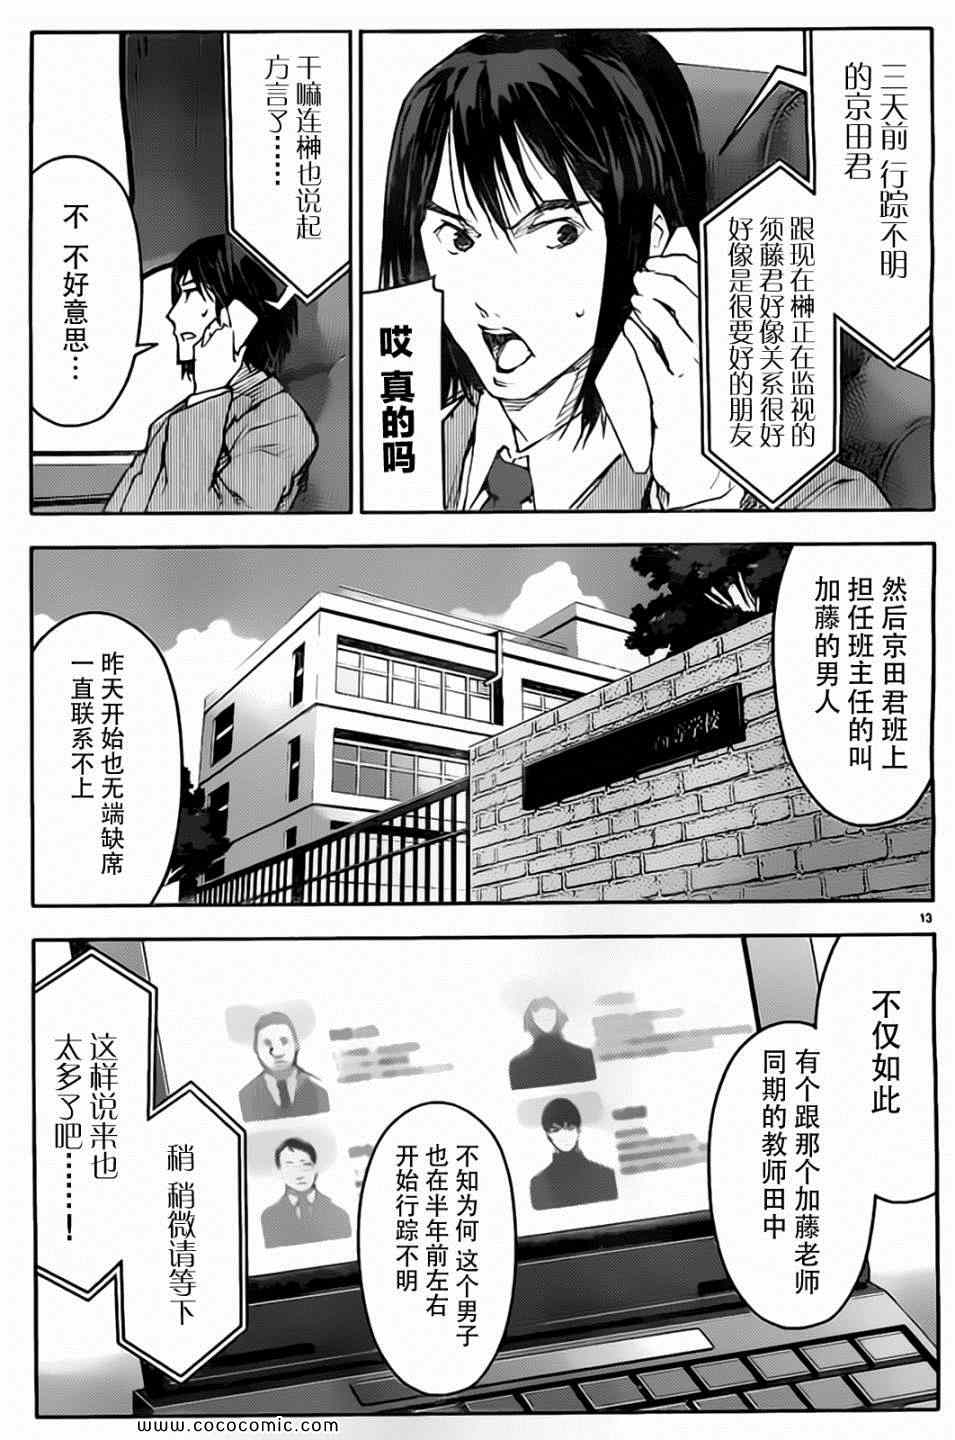 三天前 行踪不明
的京田君
跟现在榊正在监视的
须藤君好像关系很好
好像是很要好的朋友
哎 真的吗
干嘛连榊也说起
方言了……
不 不好意思…
然后京田君班上
担任班主任的叫
加藤的男人
学校
昨天开始也无端缺席
一直联系不上
13
不仅如此
有个跟那个加藤老师
同期的教师田中
不知为何 这个男子
也在半年前左右
开始行踪不明
稍 稍微请等下
这样说来也
太多了吧……!
www.cococomic.com